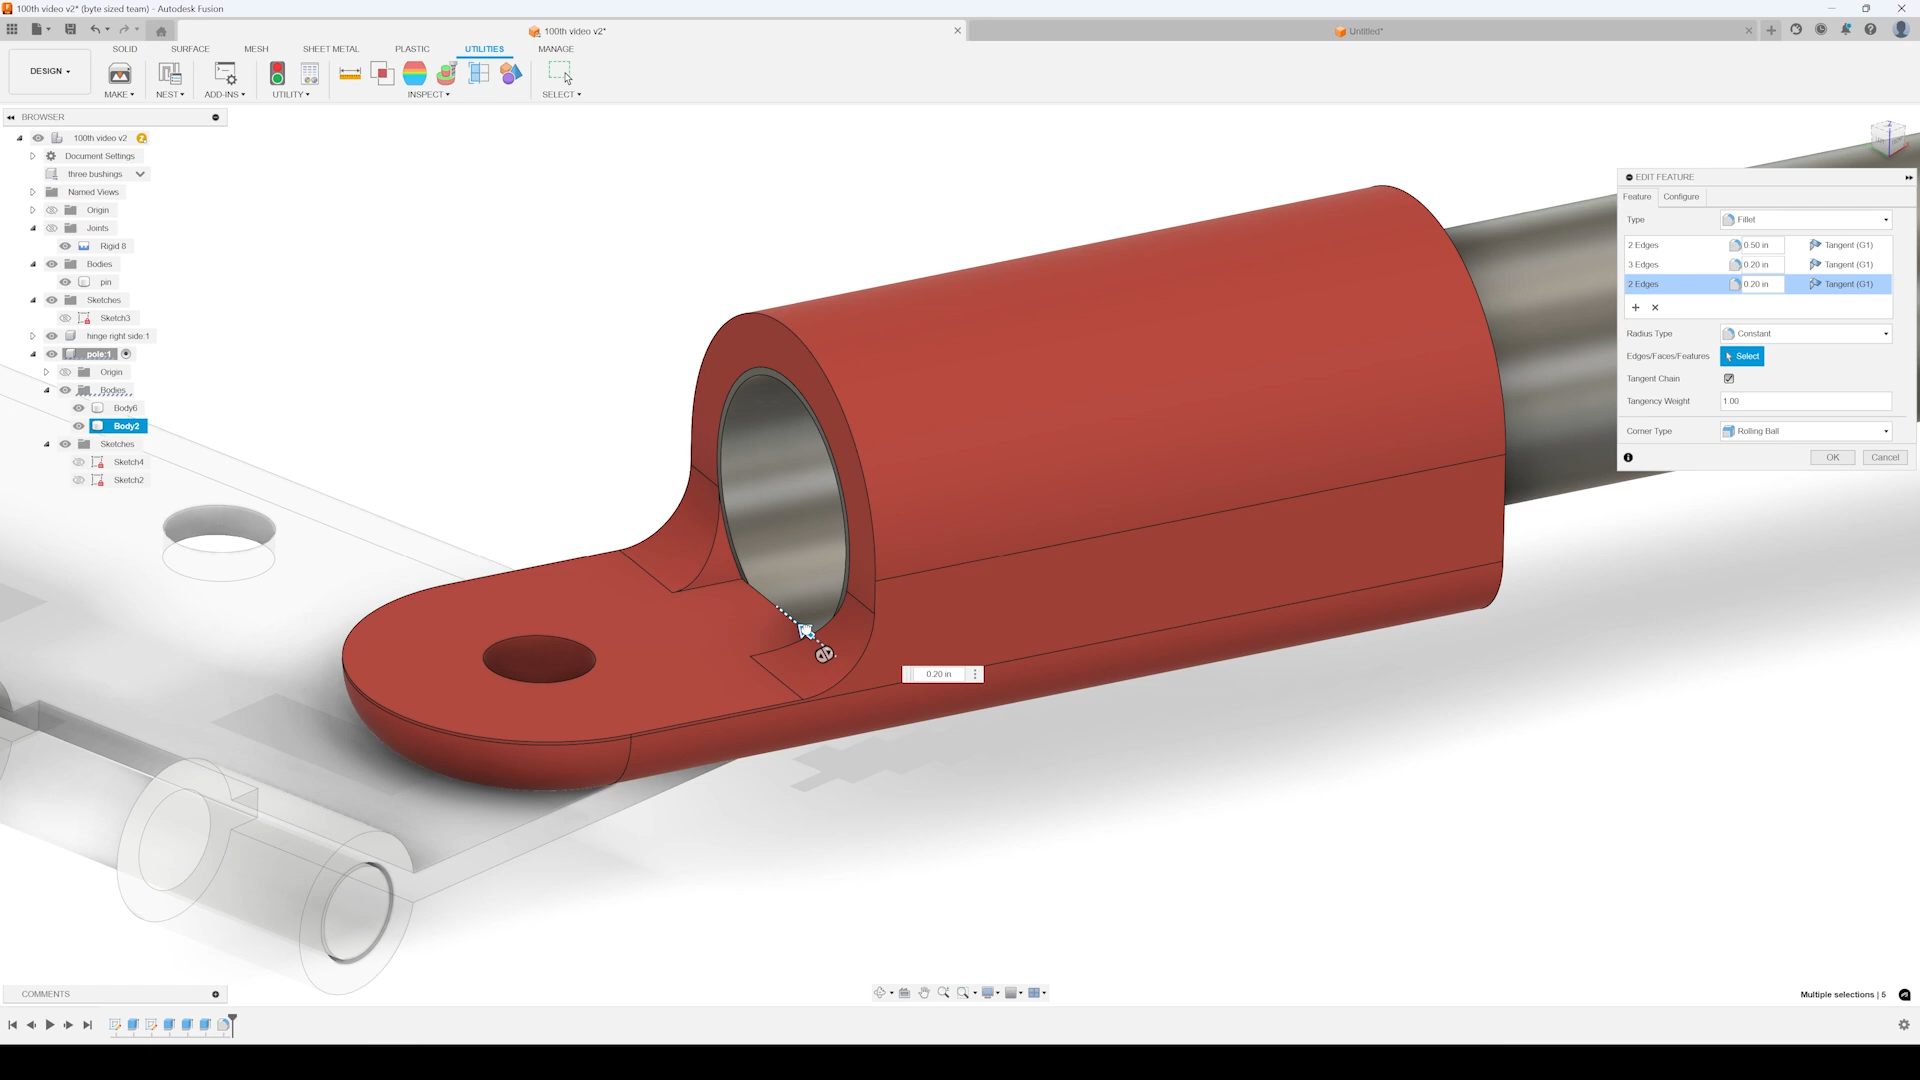 100th video v2* (byte sized team) - Autodesk Fusion
100th video v2*
Untitled*
SOLID SURFACE MESH SHEET METAL PLASTIC UTILITIES MANAGE
DESIGN
MAKE NEST ADD-INS UTILITY INSPECT SELECT
BROWSER
100th video v2
Document Settings
three bushings
Named Views
Origin
Joints
Rigid 8
Bodies
pin
Sketches
Sketch3
hinge right side:1
pole:1
Origin
Bodies
Body6
Body2
Sketches
Sketch4
Sketch2
0.20 in
EDIT FEATURE
Feature Configure
Type Fillet
2 Edges 0.50 in Tangent (G1)
3 Edges 0.20 in Tangent (G1)
2 Edges 0.20 in Tangent (G1)
Radius Type Constant
Edges/Faces/Features Select
Tangent Chain
Tangency Weight 1.00
Corner Type Rolling Ball
OK Cancel
COMMENTS
Multiple selections | 5